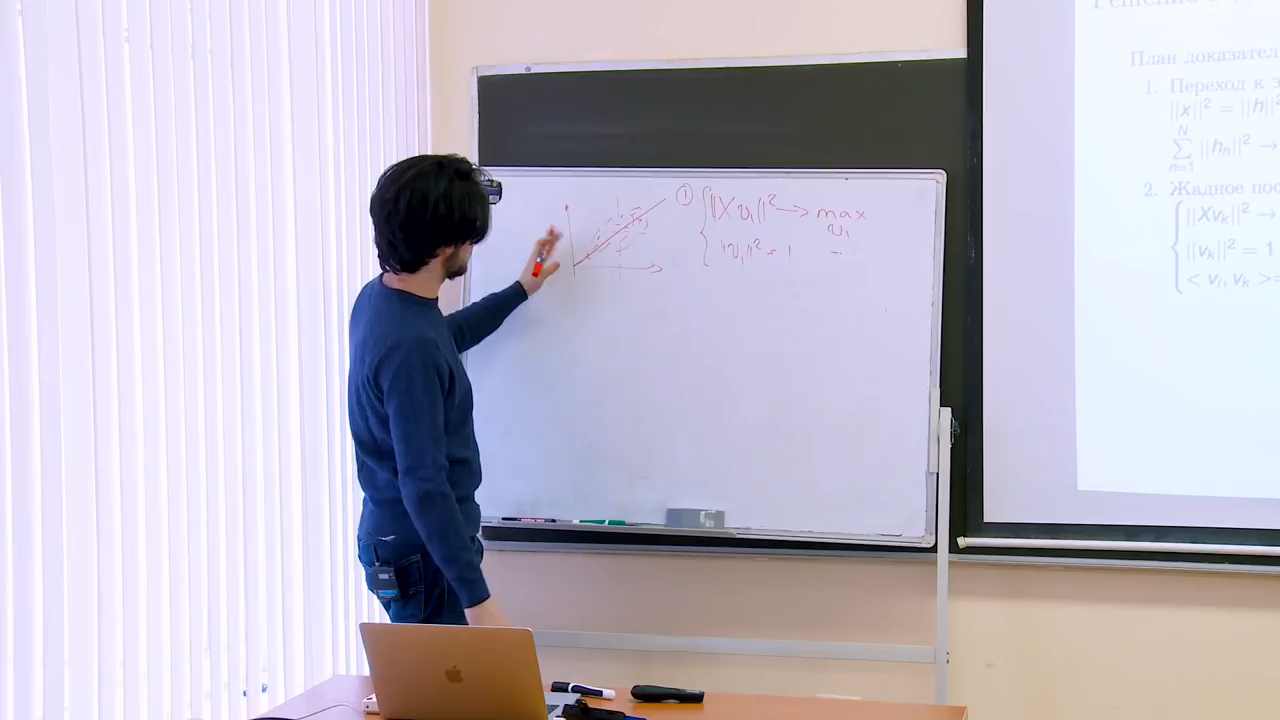 ① { ||Xv₁||² → max
v₁
||v₁||² = 1
План доказател
1. Переход к з
||x||² = ||h||²
N
∑ ||hₙ||² →
n=1
2. Жадное пос
||Xvₖ||² →
||vₖ||² = 1
< vᵢ, vₖ >=